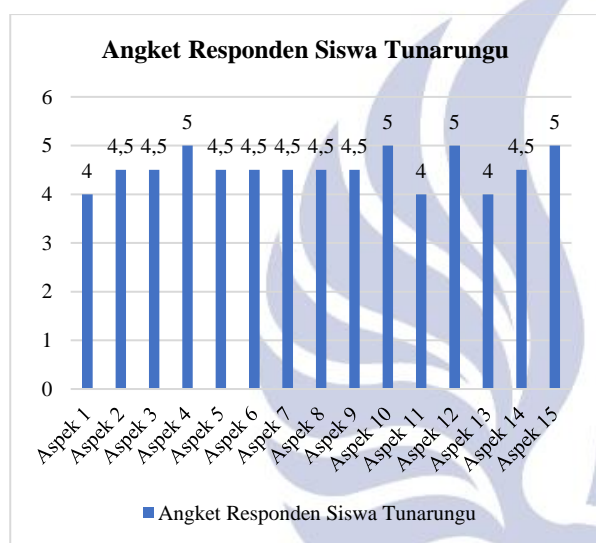 Angket Responden Siswa Tunarungu
6
5
4
3
2
1
0
4
4,5
4,5
5
4,5
4,5
4,5
4,5
4,5
5
4
5
4
4,5
5
Aspek 1
Aspek 2
Aspek 3
Aspek 4
Aspek 5
Aspek 6
Aspek 7
Aspek 8
Aspek 9
Aspek 10
Aspek 11
Aspek 12
Aspek 13
Aspek 14
Aspek 15
Angket Responden Siswa Tunarungu